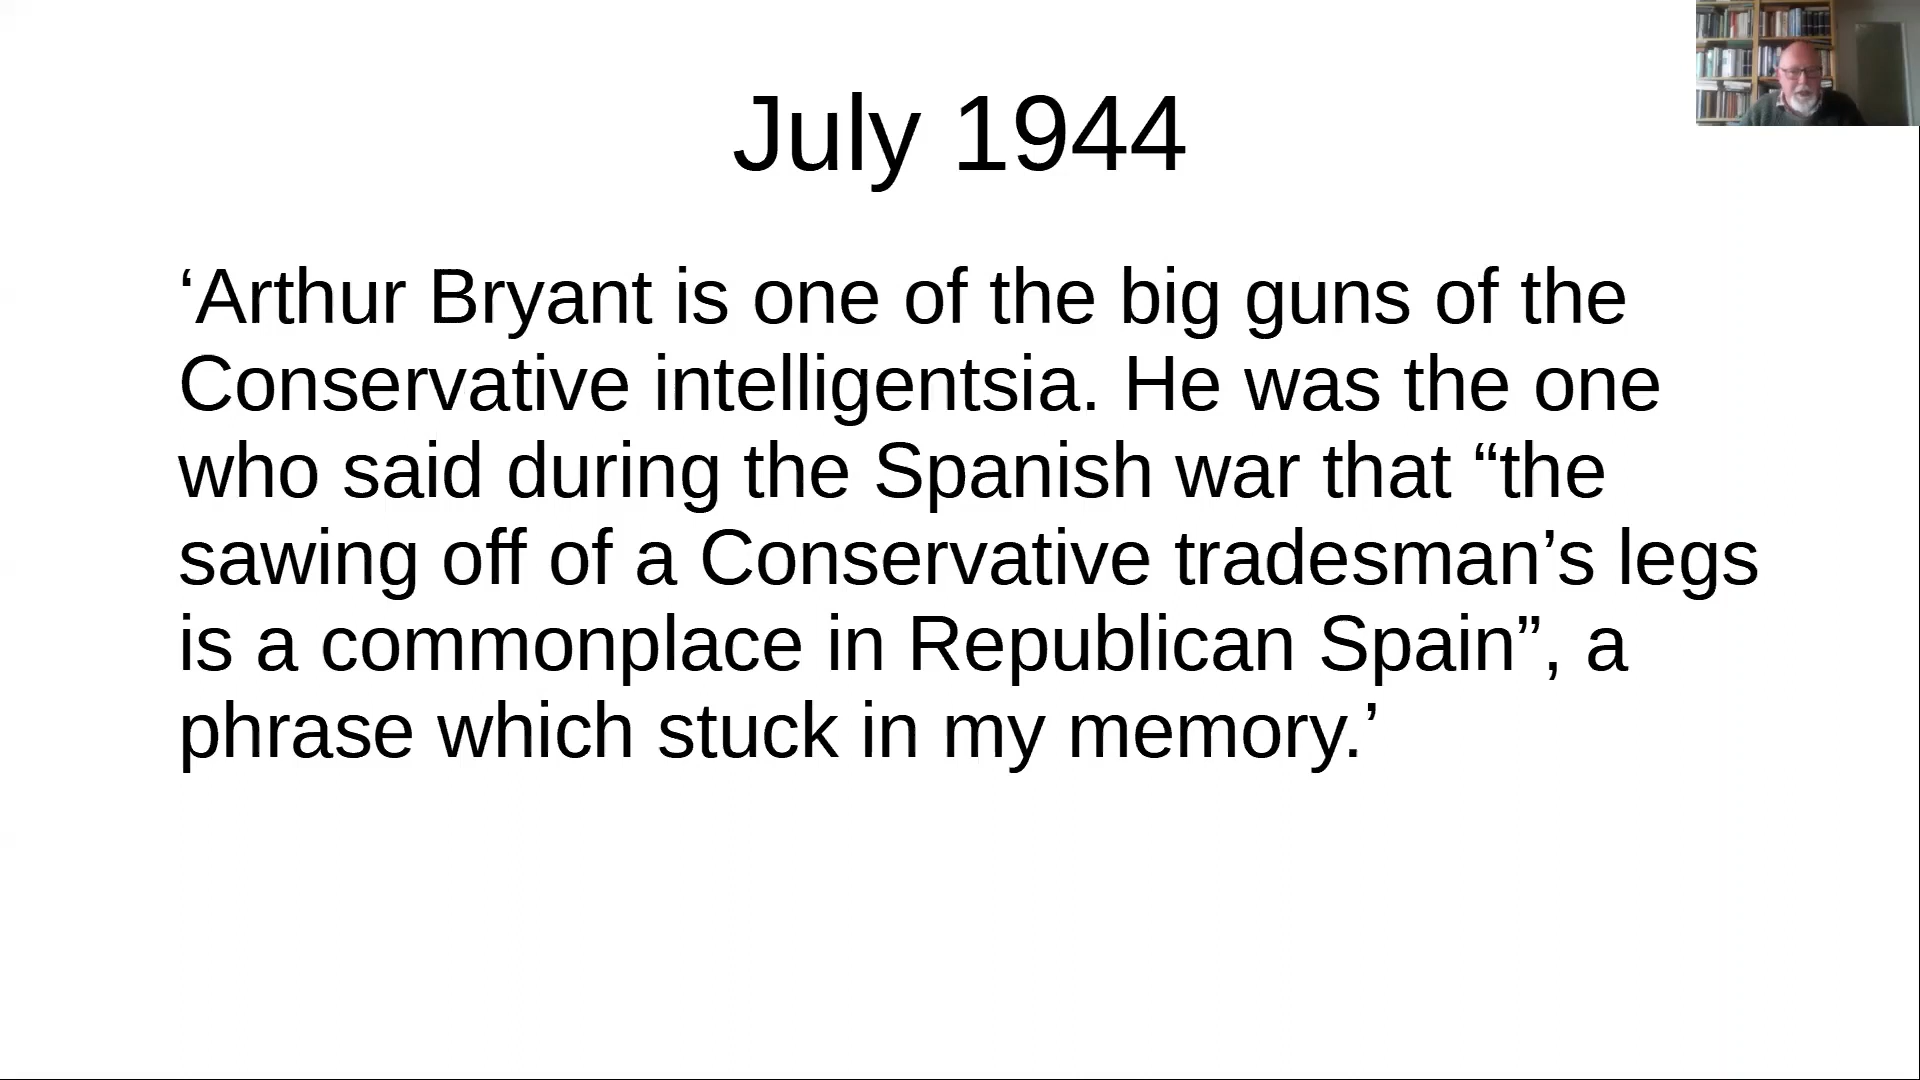 July 1944
‘Arthur Bryant is one of the big guns of the
Conservative intelligentsia. He was the one
who said during the Spanish war that “the
sawing off of a Conservative tradesman’s legs
is a commonplace in Republican Spain”, a
phrase which stuck in my memory.’